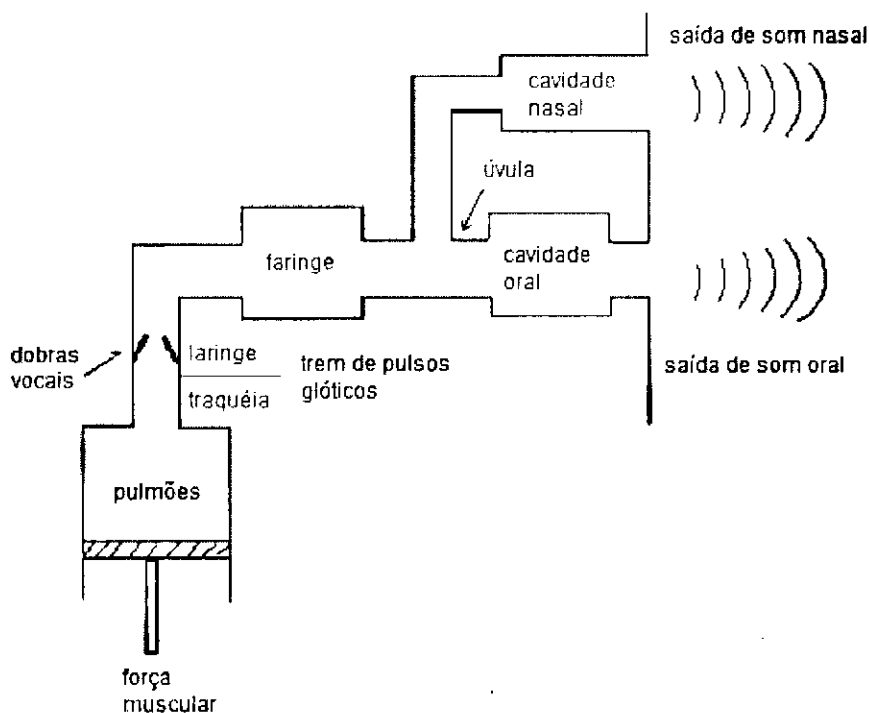 saída de som nasal
cavidade
nasal
úvula
faringe
cavidade
oral
dobras
vocais
laringe
traquéia
trem de pulsos
glóticos
saída de som oral
pulmões
força
muscular